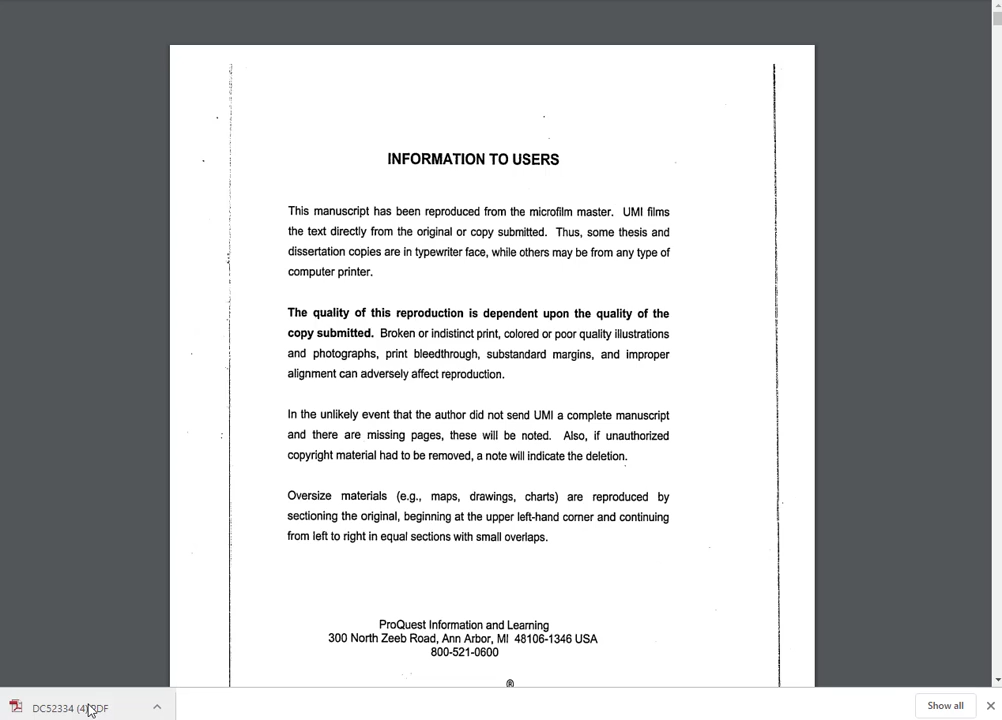 INFORMATION TO USERS
This manuscript has been reproduced from the microfilm master. UMI films
the text directly from the original or copy submitted. Thus, some thesis and
dissertation copies are in typewriter face, while others may be from any type of
computer printer.
The quality of this reproduction is dependent upon the quality of the
copy submitted. Broken or indistinct print, colored or poor quality illustrations
and photographs, print bleedthrough, substandard margins, and improper
alignment can adversely affect reproduction.
In the unlikely event that the author did not send UMI a complete manuscript
and there are missing pages, these will be noted. Also, if unauthorized
copyright material had to be removed, a note will indicate the deletion.
Oversize materials (e.g., maps, drawings, charts) are reproduced by
sectioning the original, beginning at the upper left-hand corner and continuing
from left to right in equal sections with small overlaps.
ProQuest Information and Learning
300 North Zeeb Road, Ann Arbor, MI 48106-1346 USA
800-521-0600
®
DC52334 (4).PDF
Show all